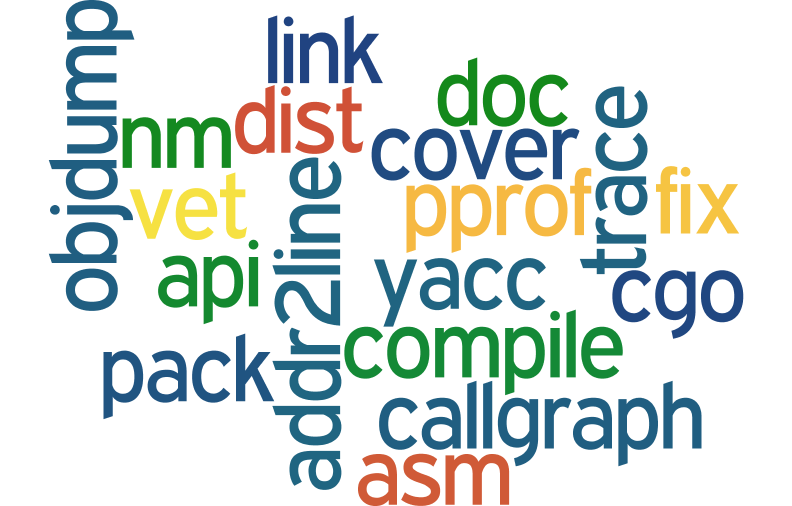 objdump
link
doc
nm
dist
trace
cover
vet
pprof
fix
addr2line
api
yacc
cgo
pack
compile
callgraph
asm